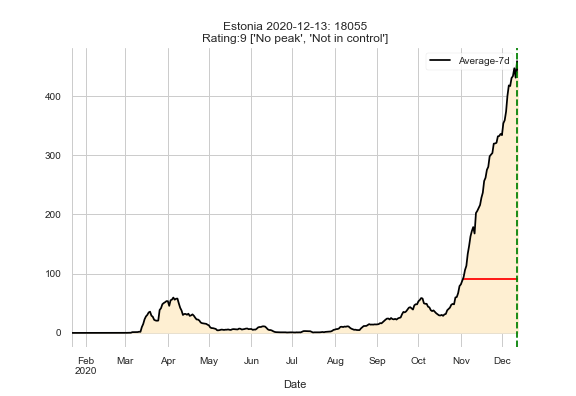 Estonia 2020-12-13: 18055
Rating:9 ['No peak', 'Not in control']
Average-7d
400
300
200
100
0
Feb Mar Apr May Jun Jul Aug Sep Oct Nov Dec
2020
Date